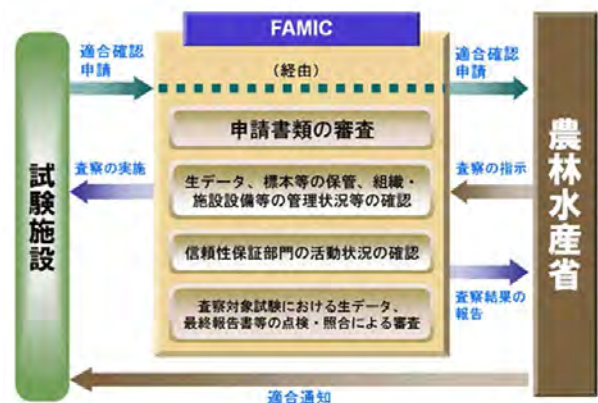 FAMIC
適合確認
申請
(経由)
適合確認
申請
申請書類の審査
試験施設
査察の実施
生データ、標本等の保管、組織・
施設設備等の管理状況等の確認
査察の指示
農林水産省
信頼性保証部門の活動状況の確認
査察結果の
報告
査察対象試験における生データ、
最終報告書等の点検・照合による審査
適合通知